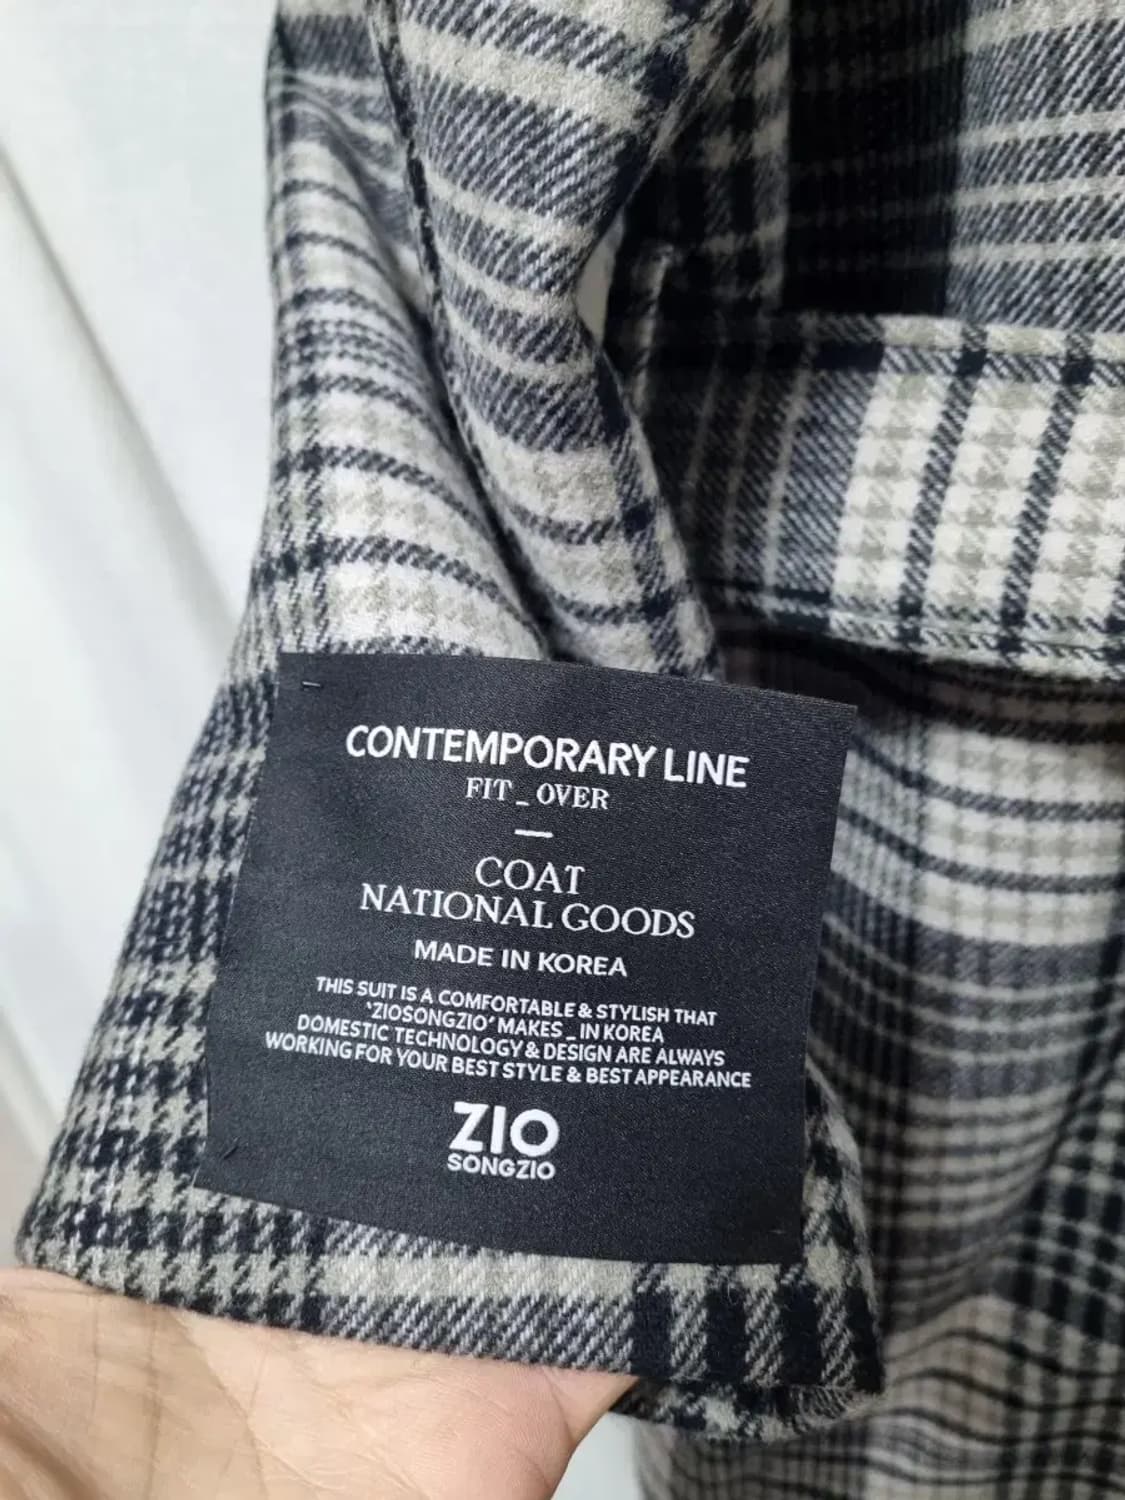 CONTEMPORARY LINE
FIT_OVER
—
COAT
NATIONAL GOODS
MADE IN KOREA
THIS SUIT IS A COMFORTABLE & STYLISH THAT
'ZIOSONGZIO' MAKES_IN KOREA
DOMESTIC TECHNOLOGY & DESIGN ARE ALWAYS
WORKING FOR YOUR BEST STYLE & BEST APPEARANCE
ZIO
SONGZIO